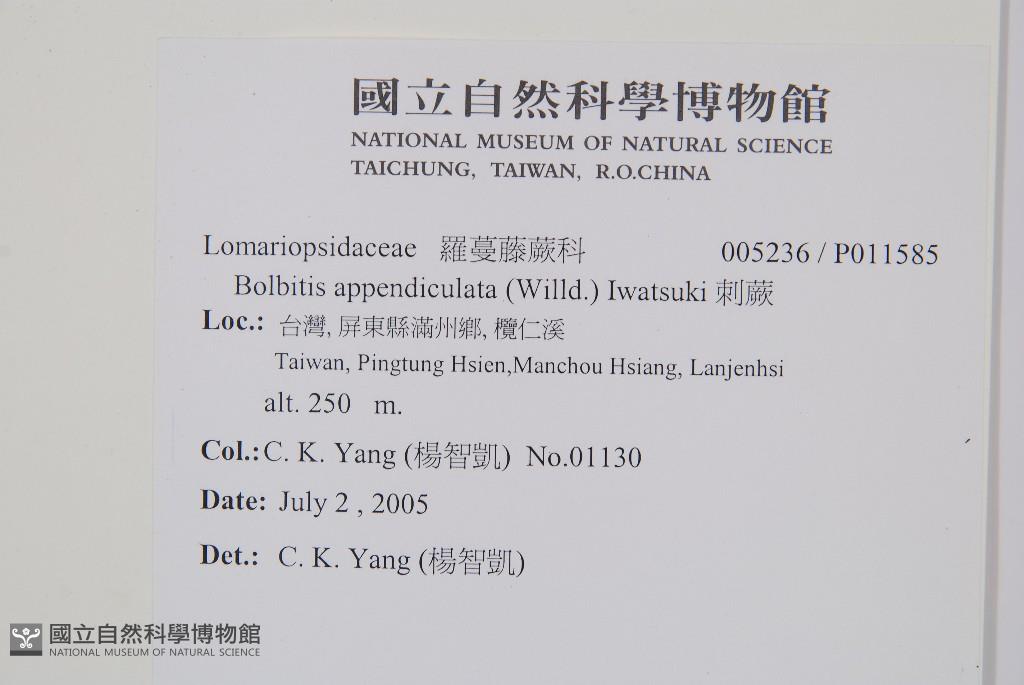 國立自然科學博物館
NATIONAL MUSEUM OF NATURAL SCIENCE
TAICHUNG, TAIWAN, R.O.CHINA
Lomariopsidaceae 羅蔓藤蕨科 005236 / P011585
Bolbitis appendiculata (Willd.) Iwatsuki 刺蕨
Loc.: 台灣, 屏東縣滿州鄉, 欖仁溪
Taiwan, Pingtung Hsien,Manchou Hsiang, Lanjenhsi
alt. 250 m.
Col.: C. K. Yang (楊智凱) No.01130
Date: July 2 , 2005
Det.: C. K. Yang (楊智凱)
國立自然科學博物館
NATIONAL MUSEUM OF NATURAL SCIENCE